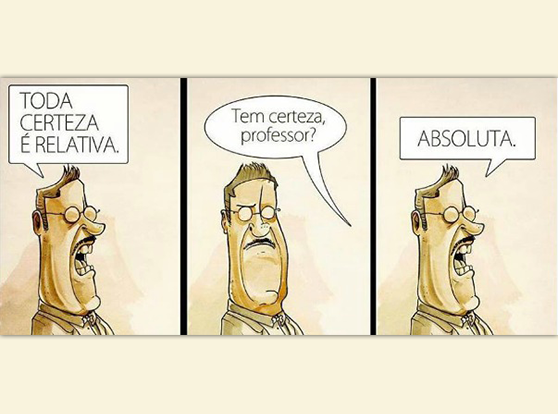 TODA
CERTEZA
É RELATIVA.
Tem certeza,
professor?
ABSOLUTA.